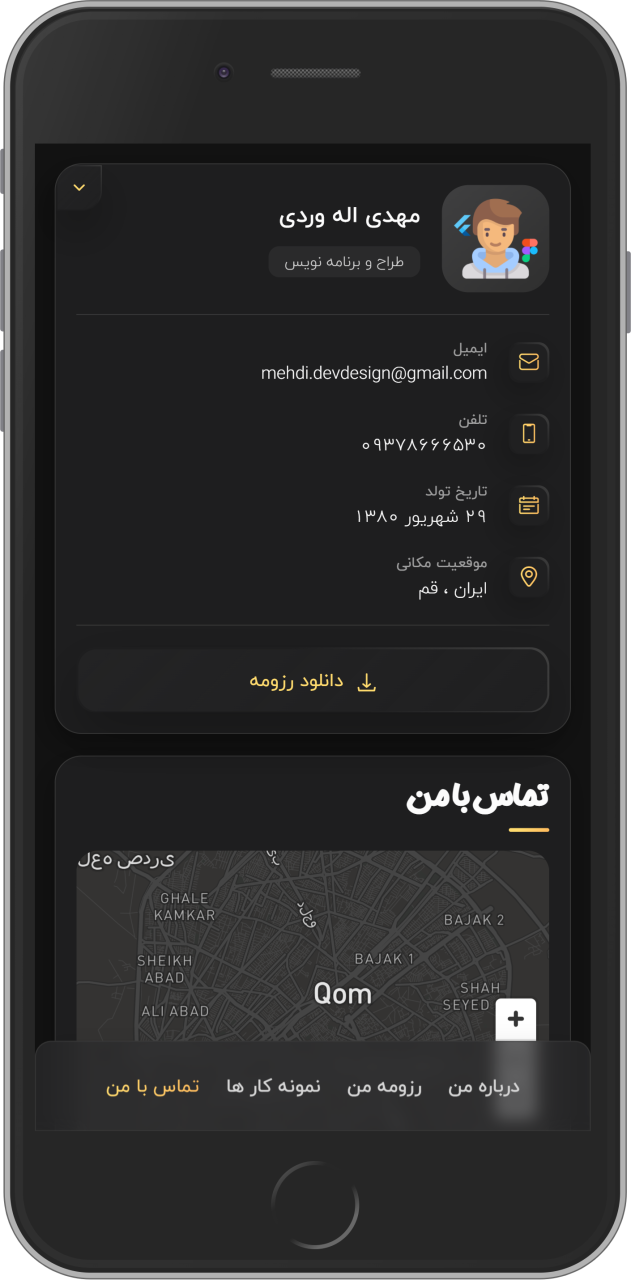 مهدی اله وردی
طراح و برنامه نویس
ایمیل
mehdi.devdesign@gmail.com
تلفن
۰۹۳۷۸۶۶۶۵۳۰
تاریخ تولد
۲۹ شهریور ۱۳۸۰
موقعیت مکانی
ایران ، قم
دانلود رزومه
تماس با من
یردص هعل
GHALE
KAMKAR
BAJAK 2
SHEIKH
ABAD
BAJAK 1
Qom
SHAH
SEYED
ALI ABAD
+
درباره من
رزومه من
نمونه کار ها
تماس با من